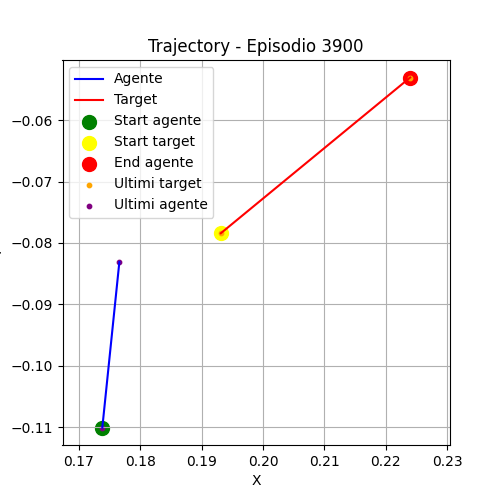 Trajectory - Episodio 3900
Agente
Target
Start agente
Start target
End agente
Ultimi target
Ultimi agente
−0.06
−0.07
−0.08
−0.09
−0.10
−0.11
0.17 0.18 0.19 0.20 0.21 0.22 0.23
X